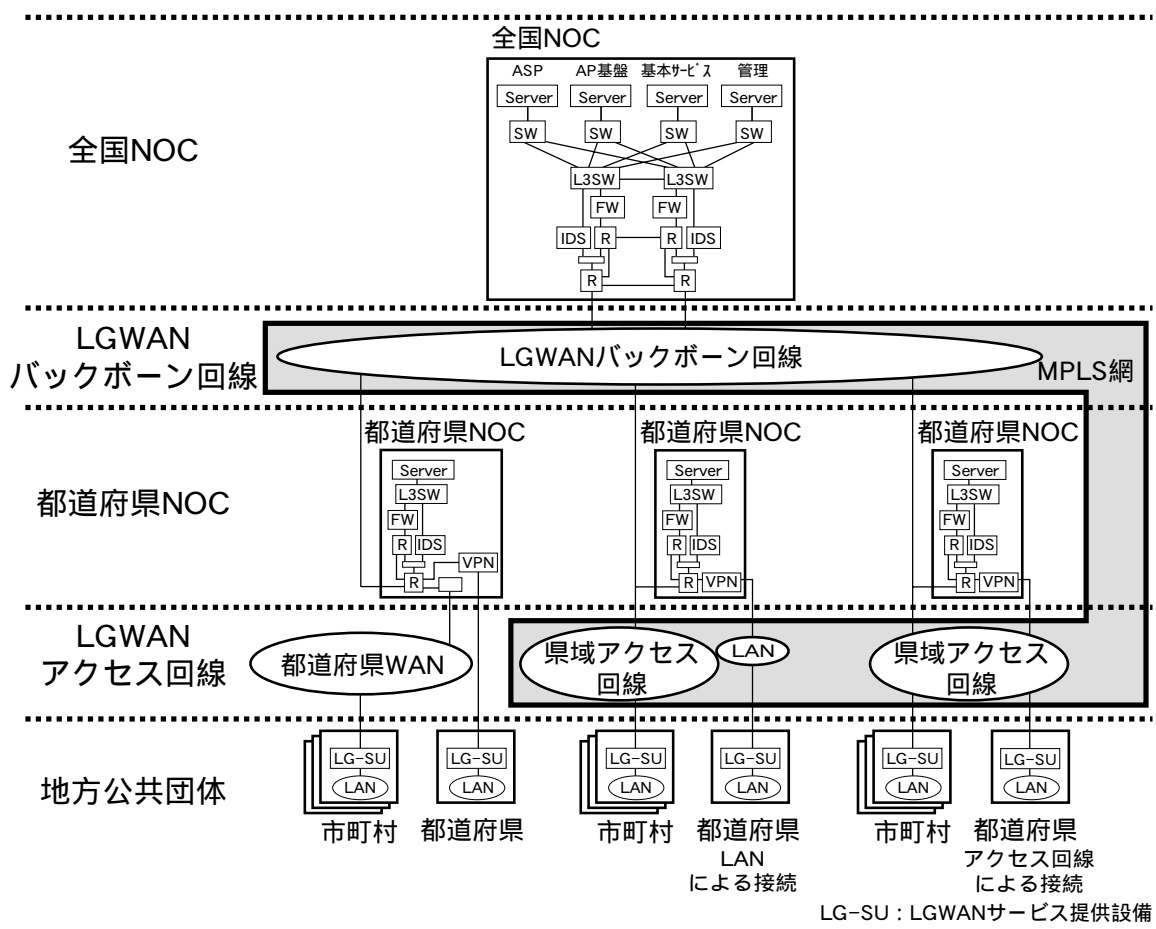 全国NOC
全国NOC
ASP AP基盤 基本ｻｰﾋﾞｽ 管理
Server Server Server Server
SW SW SW SW
L3SW L3SW
FW FW
IDS R R IDS
R R
LGWAN
バックボーン回線
LGWANバックボーン回線
MPLS網
都道府県NOC
都道府県NOC 都道府県NOC 都道府県NOC
Server Server Server
L3SW L3SW L3SW
FW FW FW
R IDS R IDS R IDS
VPN
R R VPN R VPN
LGWAN
アクセス回線
都道府県WAN
県域アクセス
回線
LAN
県域アクセス
回線
地方公共団体
LG-SU LG-SU LG-SU LG-SU LG-SU LG-SU
LAN LAN LAN LAN LAN LAN
市町村 都道府県 市町村 都道府県 市町村 都道府県
LAN
による接続
アクセス回線
による接続
LG-SU：LGWANサービス提供設備